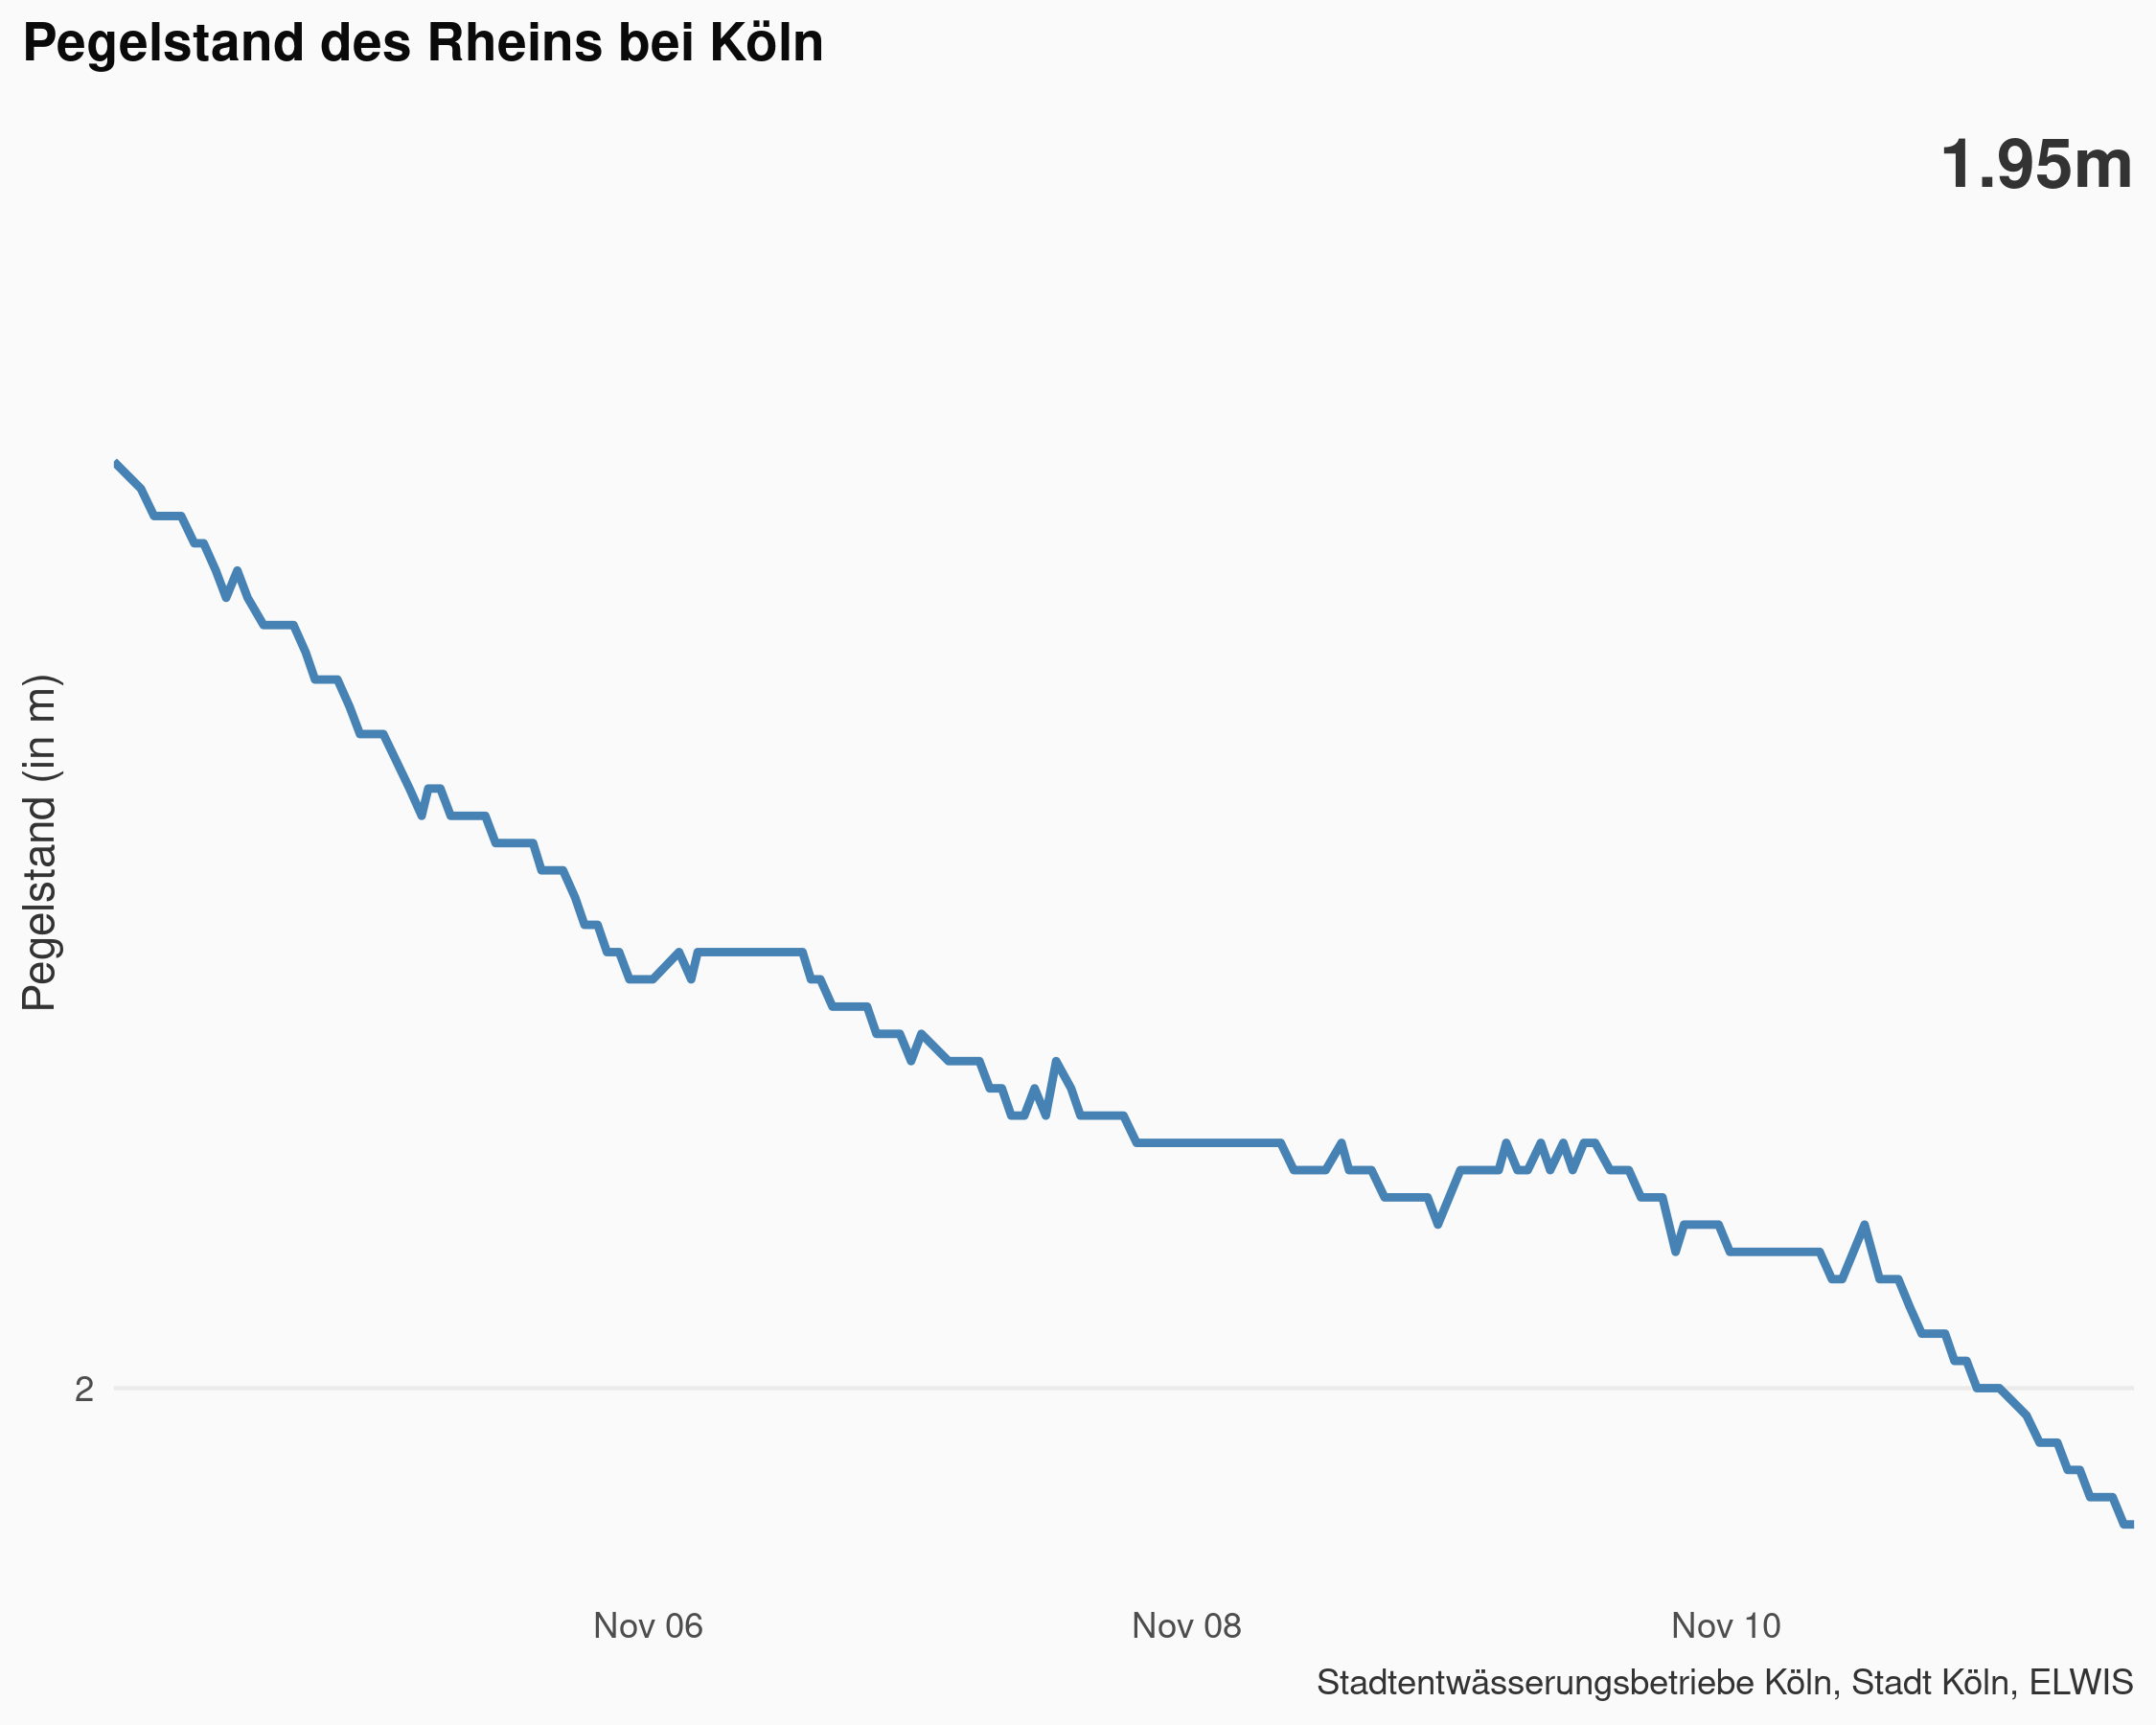 Pegelstand des Rheins bei Köln
1.95m
Pegelstand (in m)
2
Nov 06
Nov 08
Nov 10
Stadtentwässerungsbetriebe Köln, Stadt Köln, ELWIS